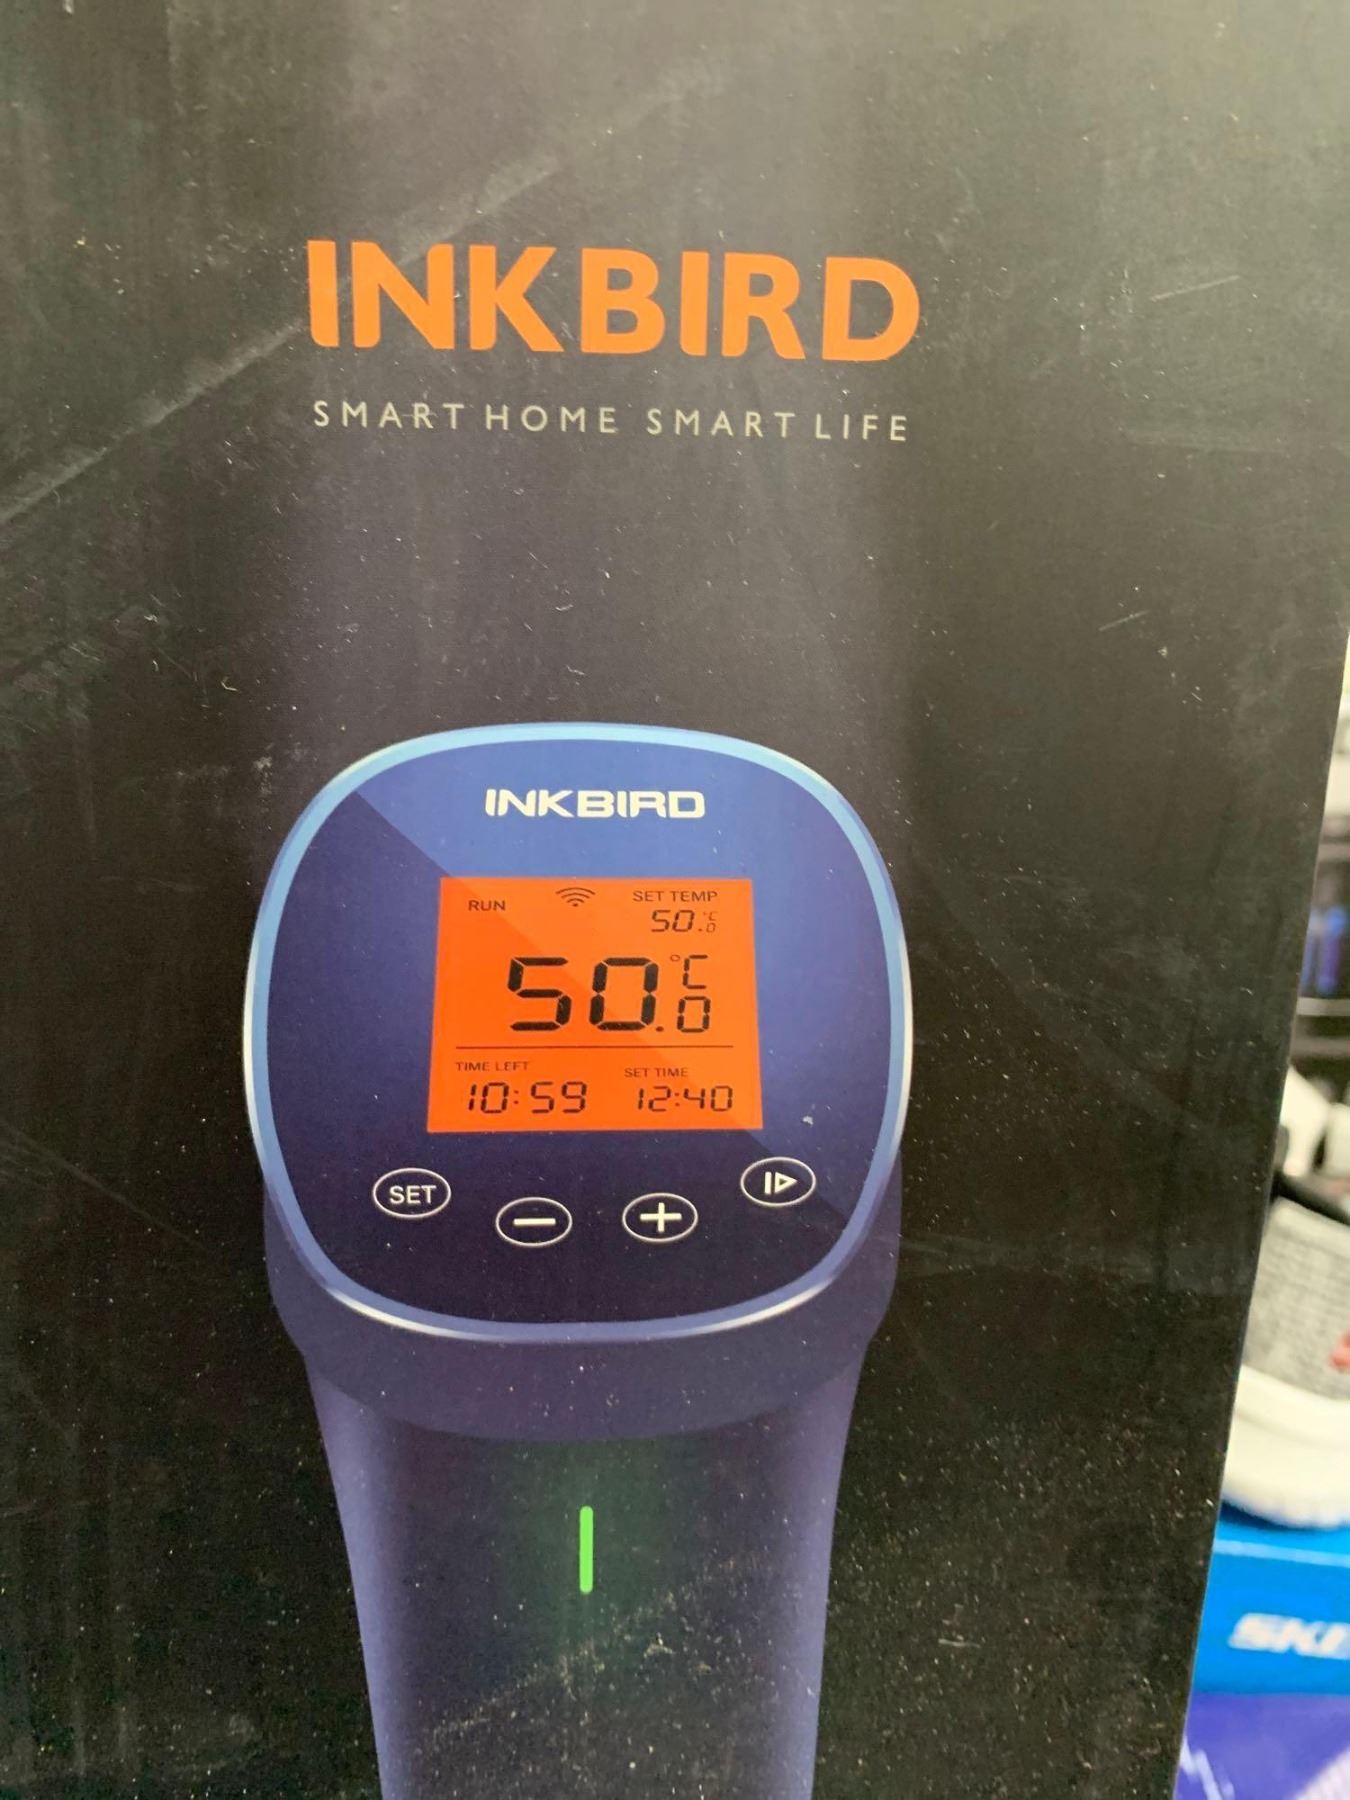 INKBIRD
SMART HOME SMART LIFE
INKBIRD
RUN SET TEMP
50.0°C
50.0°C
TIME LEFT SET TIME
10:59 12:40
SET
SKE